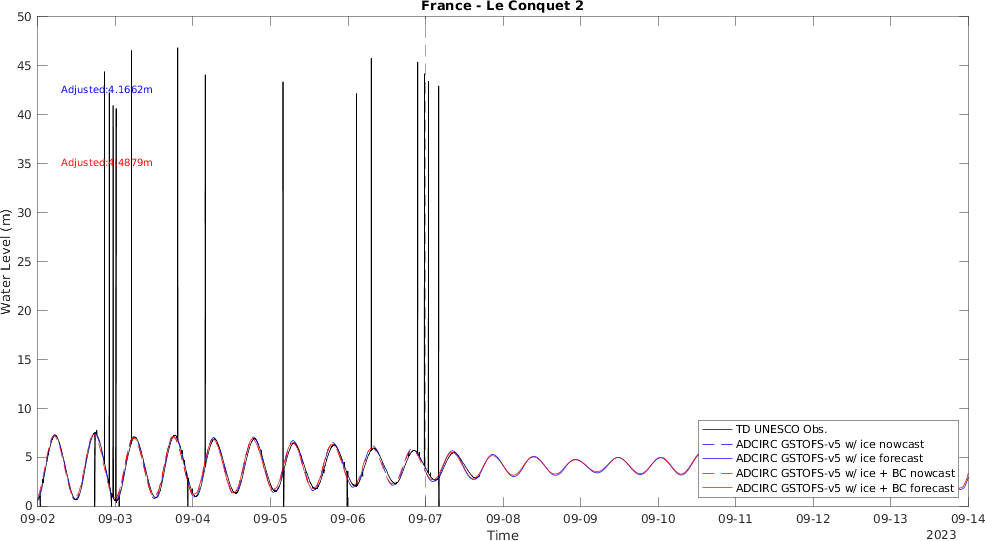 France - Le Conquet 2
50
45
40
35
30
25
20
15
10
5
0
Water Level (m)
Adjusted:4.1662m
Adjusted:4.4879m
TD UNESCO Obs.
ADCIRC GSTOFS-v5 w/ ice nowcast
ADCIRC GSTOFS-v5 w/ ice forecast
ADCIRC GSTOFS-v5 w/ ice + BC nowcast
ADCIRC GSTOFS-v5 w/ ice + BC forecast
09-02 09-03 09-04 09-05 09-06 09-07 09-08 09-09 09-10 09-11 09-12 09-13 09-14
Time
2023